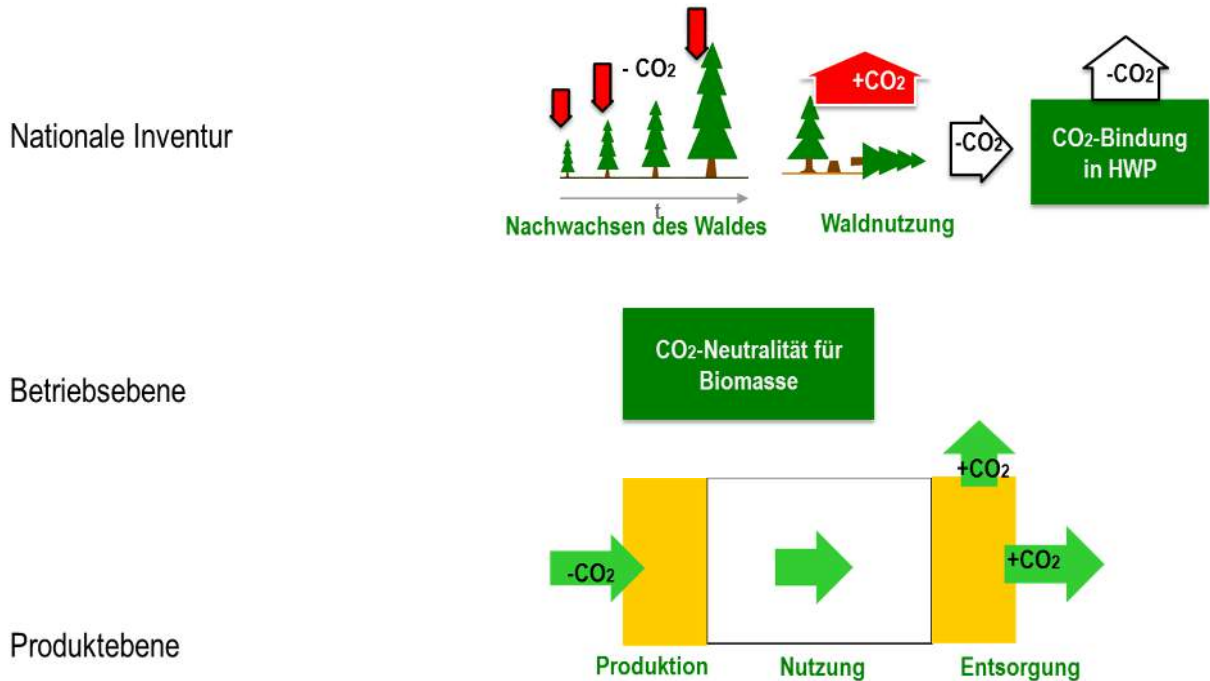 - CO2
+CO2
-CO2
Nationale Inventur
-CO2
CO2-Bindung
in HWP
t
Nachwachsen des Waldes
Waldnutzung
CO2-Neutralität für
Biomasse
Betriebsebene
+CO2
-CO2
+CO2
Produktebene
Produktion
Nutzung
Entsorgung